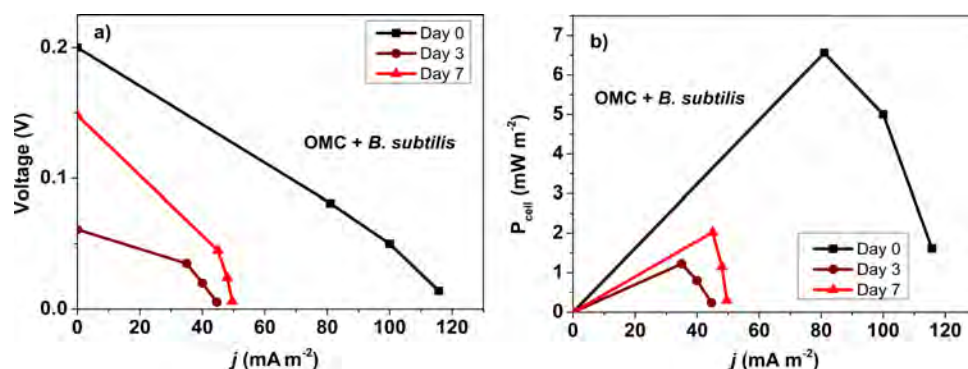 a)
Day 0
Day 3
Day 7
OMC + B. subtilis
Voltage (V)
0.2
0.1
0.0
0 20 40 60 80 100 120
j (mA m⁻²)
b)
OMC + B. subtilis
Day 0
Day 3
Day 7
P_cell (mW m⁻²)
7
6
5
4
3
2
1
0
0 20 40 60 80 100 120
j (mA m⁻²)